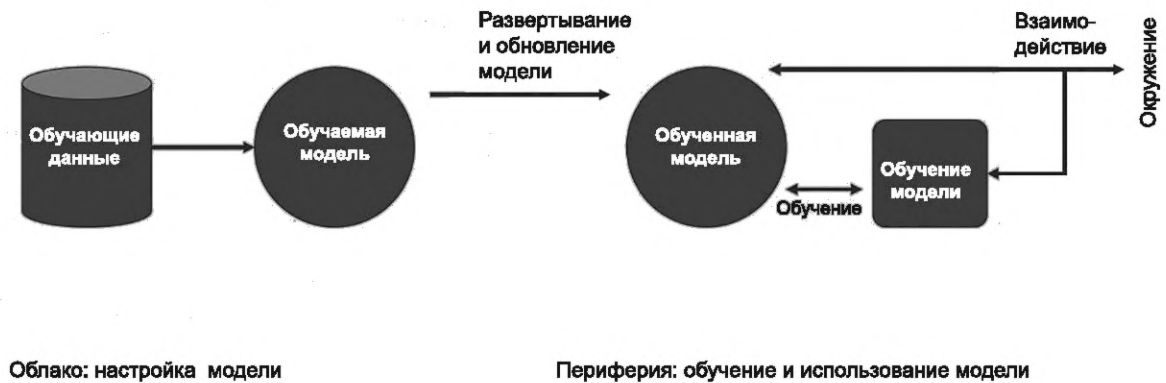 Развертывание
и обновление
модели
Взаимо-
действие
Окружение
Обучающие
данные
Обучаемая
модель
Обученная
модель
Обучение
модели
Обучение
Облако: настройка модели
Периферия: обучение и использование модели